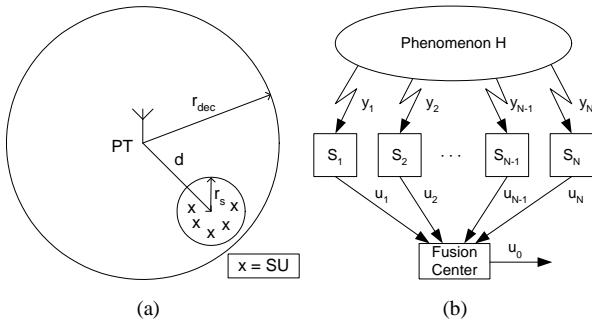 r_dec
PT
d
r_s
x x x x x x
x = SU
(a)
Phenomenon H
y_1 y_2 y_N-1 y_N
S_1 S_2 . . . S_N-1 S_N
u_1 u_2 u_N-1 u_N
Fusion
Center
u_0
(b)